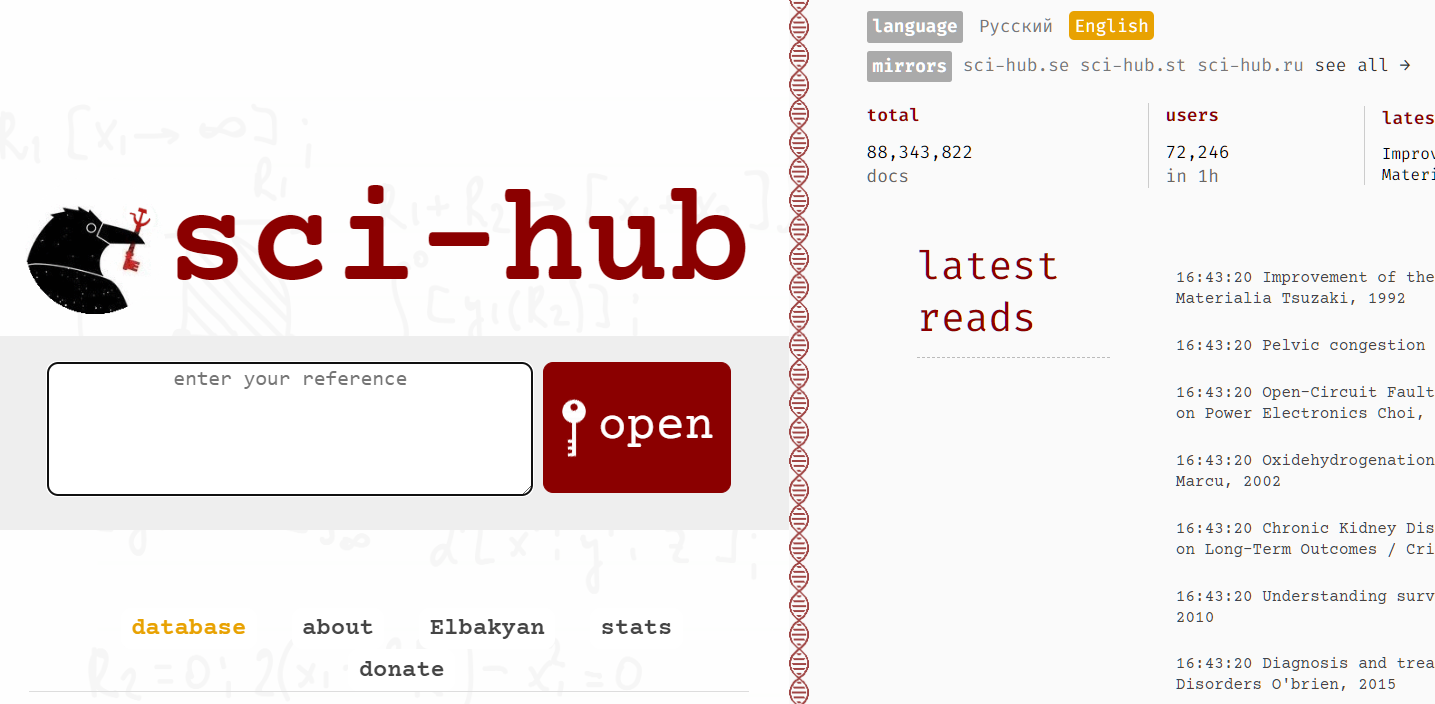 sci-hub
enter your reference
open
database about Elbakyan stats
donate
language Русский English
mirrors sci-hub.se sci-hub.st sci-hub.ru see all →
total
88,343,822
docs
users
72,246
in 1h
lates
Improv
Materi
latest
reads
16:43:20 Improvement of the
Materialia Tsuzaki, 1992
16:43:20 Pelvic congestion
16:43:20 Open-Circuit Fault
on Power Electronics Choi,
16:43:20 Oxidehydrogenation
Marcu, 2002
16:43:20 Chronic Kidney Dis
on Long-Term Outcomes / Cri
16:43:20 Understanding surv
2010
16:43:20 Diagnosis and trea
Disorders O'brien, 2015